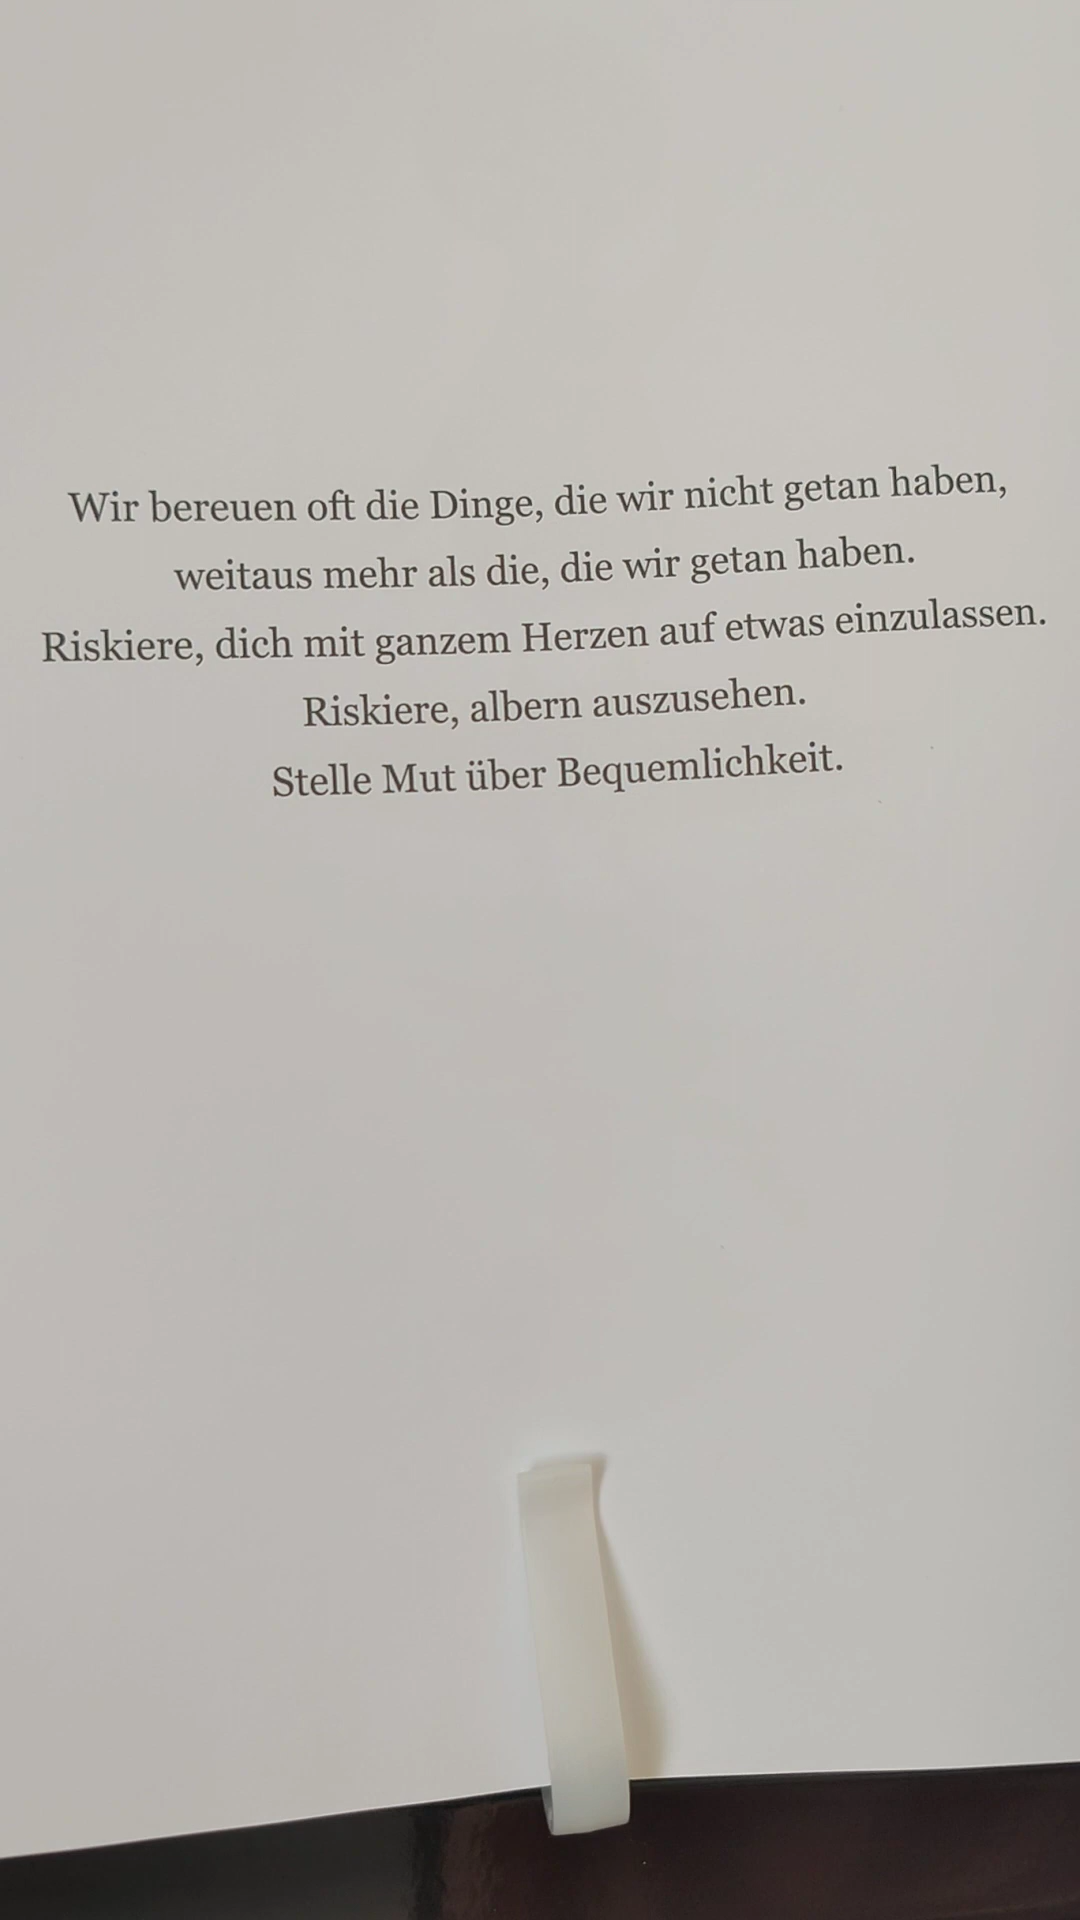 Wir bereuen oft die Dinge, die wir nicht getan haben,
weitaus mehr als die, die wir getan haben.
Riskiere, dich mit ganzem Herzen auf etwas einzulassen.
Riskiere, albern auszusehen.
Stelle Mut über Bequemlichkeit.